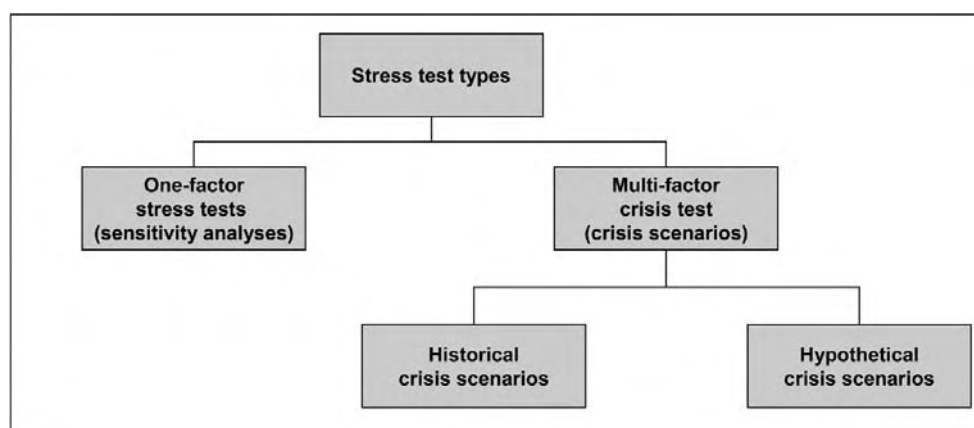 Stress test types
One-factor
stress tests
(sensitivity analyses)
Multi-factor
crisis test
(crisis scenarios)
Historical
crisis scenarios
Hypothetical
crisis scenarios